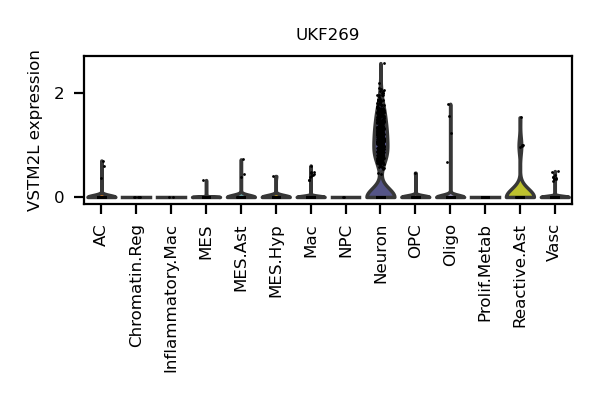 UKF269
VSTM2L expression
2
0
AC
Chromatin.Reg
Inflammatory.Mac
MES
MES.Ast
MES.Hyp
Mac
NPC
Neuron
OPC
Oligo
Prolif.Metab
Reactive.Ast
Vasc